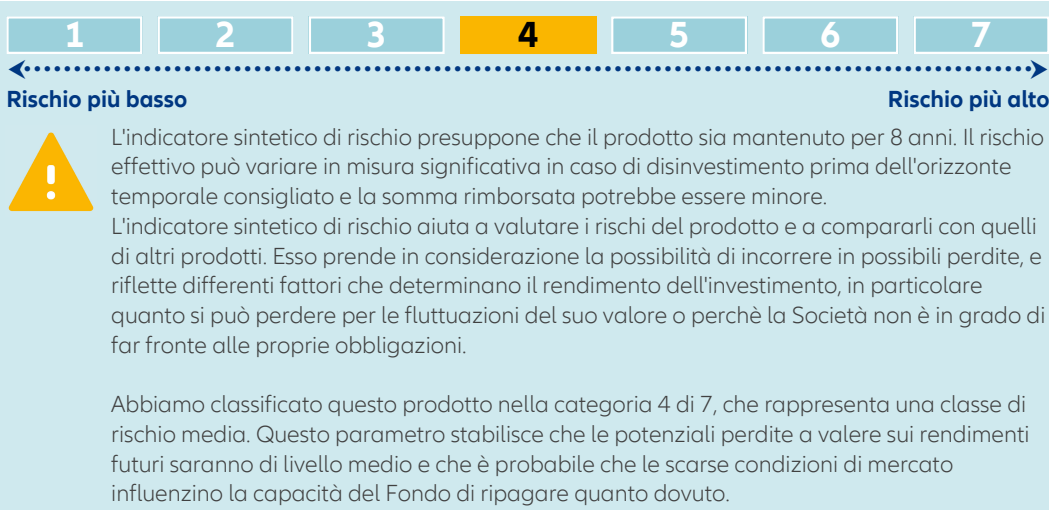 1 2 3 4 5 6 7
Rischio più basso Rischio più alto
L'indicatore sintetico di rischio presuppone che il prodotto sia mantenuto per 8 anni. Il rischio
effettivo può variare in misura significativa in caso di disinvestimento prima dell'orizzonte
temporale consigliato e la somma rimborsata potrebbe essere minore.
L'indicatore sintetico di rischio aiuta a valutare i rischi del prodotto e a compararli con quelli
di altri prodotti. Esso prende in considerazione la possibilità di incorrere in possibili perdite, e
riflette differenti fattori che determinano il rendimento dell'investimento, in particolare
quanto si può perdere per le fluttuazioni del suo valore o perchè la Società non è in grado di
far fronte alle proprie obbligazioni.
Abbiamo classificato questo prodotto nella categoria 4 di 7, che rappresenta una classe di
rischio media. Questo parametro stabilisce che le potenziali perdite a valere sui rendimenti
futuri saranno di livello medio e che è probabile che le scarse condizioni di mercato
influenzino la capacità del Fondo di ripagare quanto dovuto.